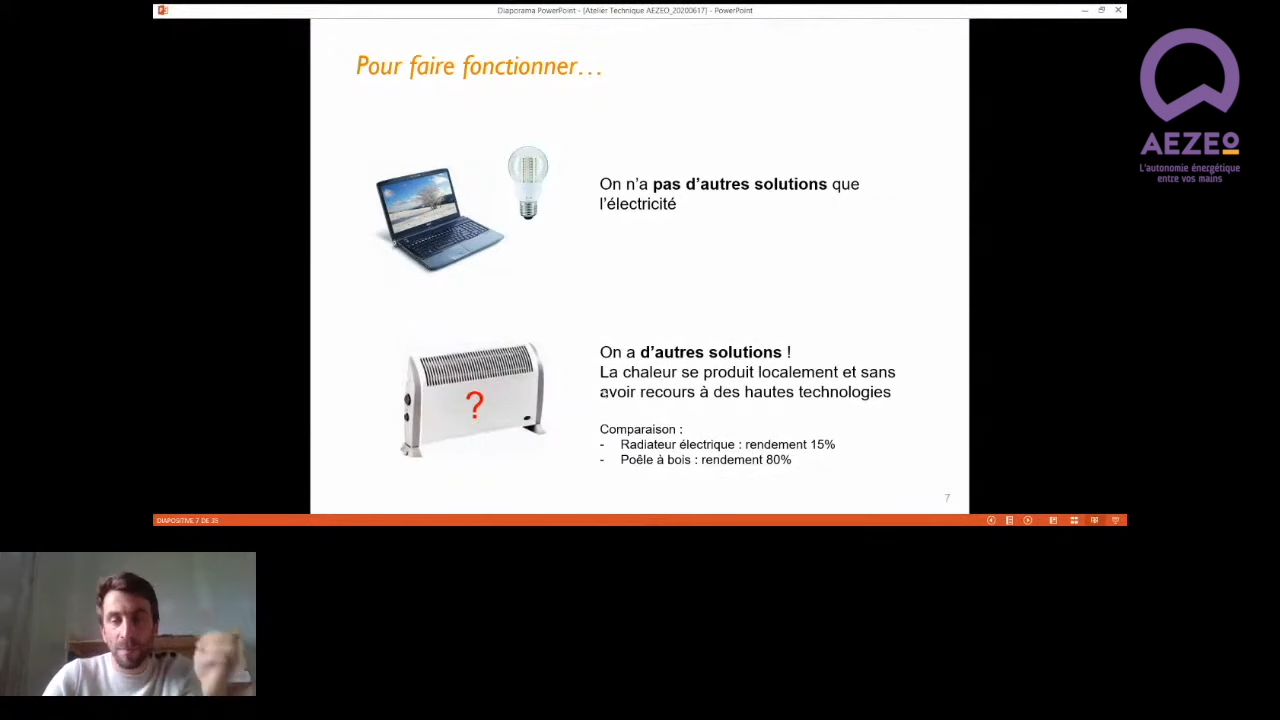 Diaporama PowerPoint - [Atelier Technique AEZEO_20200617] - PowerPoint
Pour faire fonctionner…
On n’a pas d’autres solutions que
l’électricité
?
On a d’autres solutions !
La chaleur se produit localement et sans
avoir recours à des hautes technologies
Comparaison :
- Radiateur électrique : rendement 15%
- Poêle à bois : rendement 80%
7
DIAPOSITIVE 7 DE 35
AEZEO
L'autonomie énergétique
entre vos mains